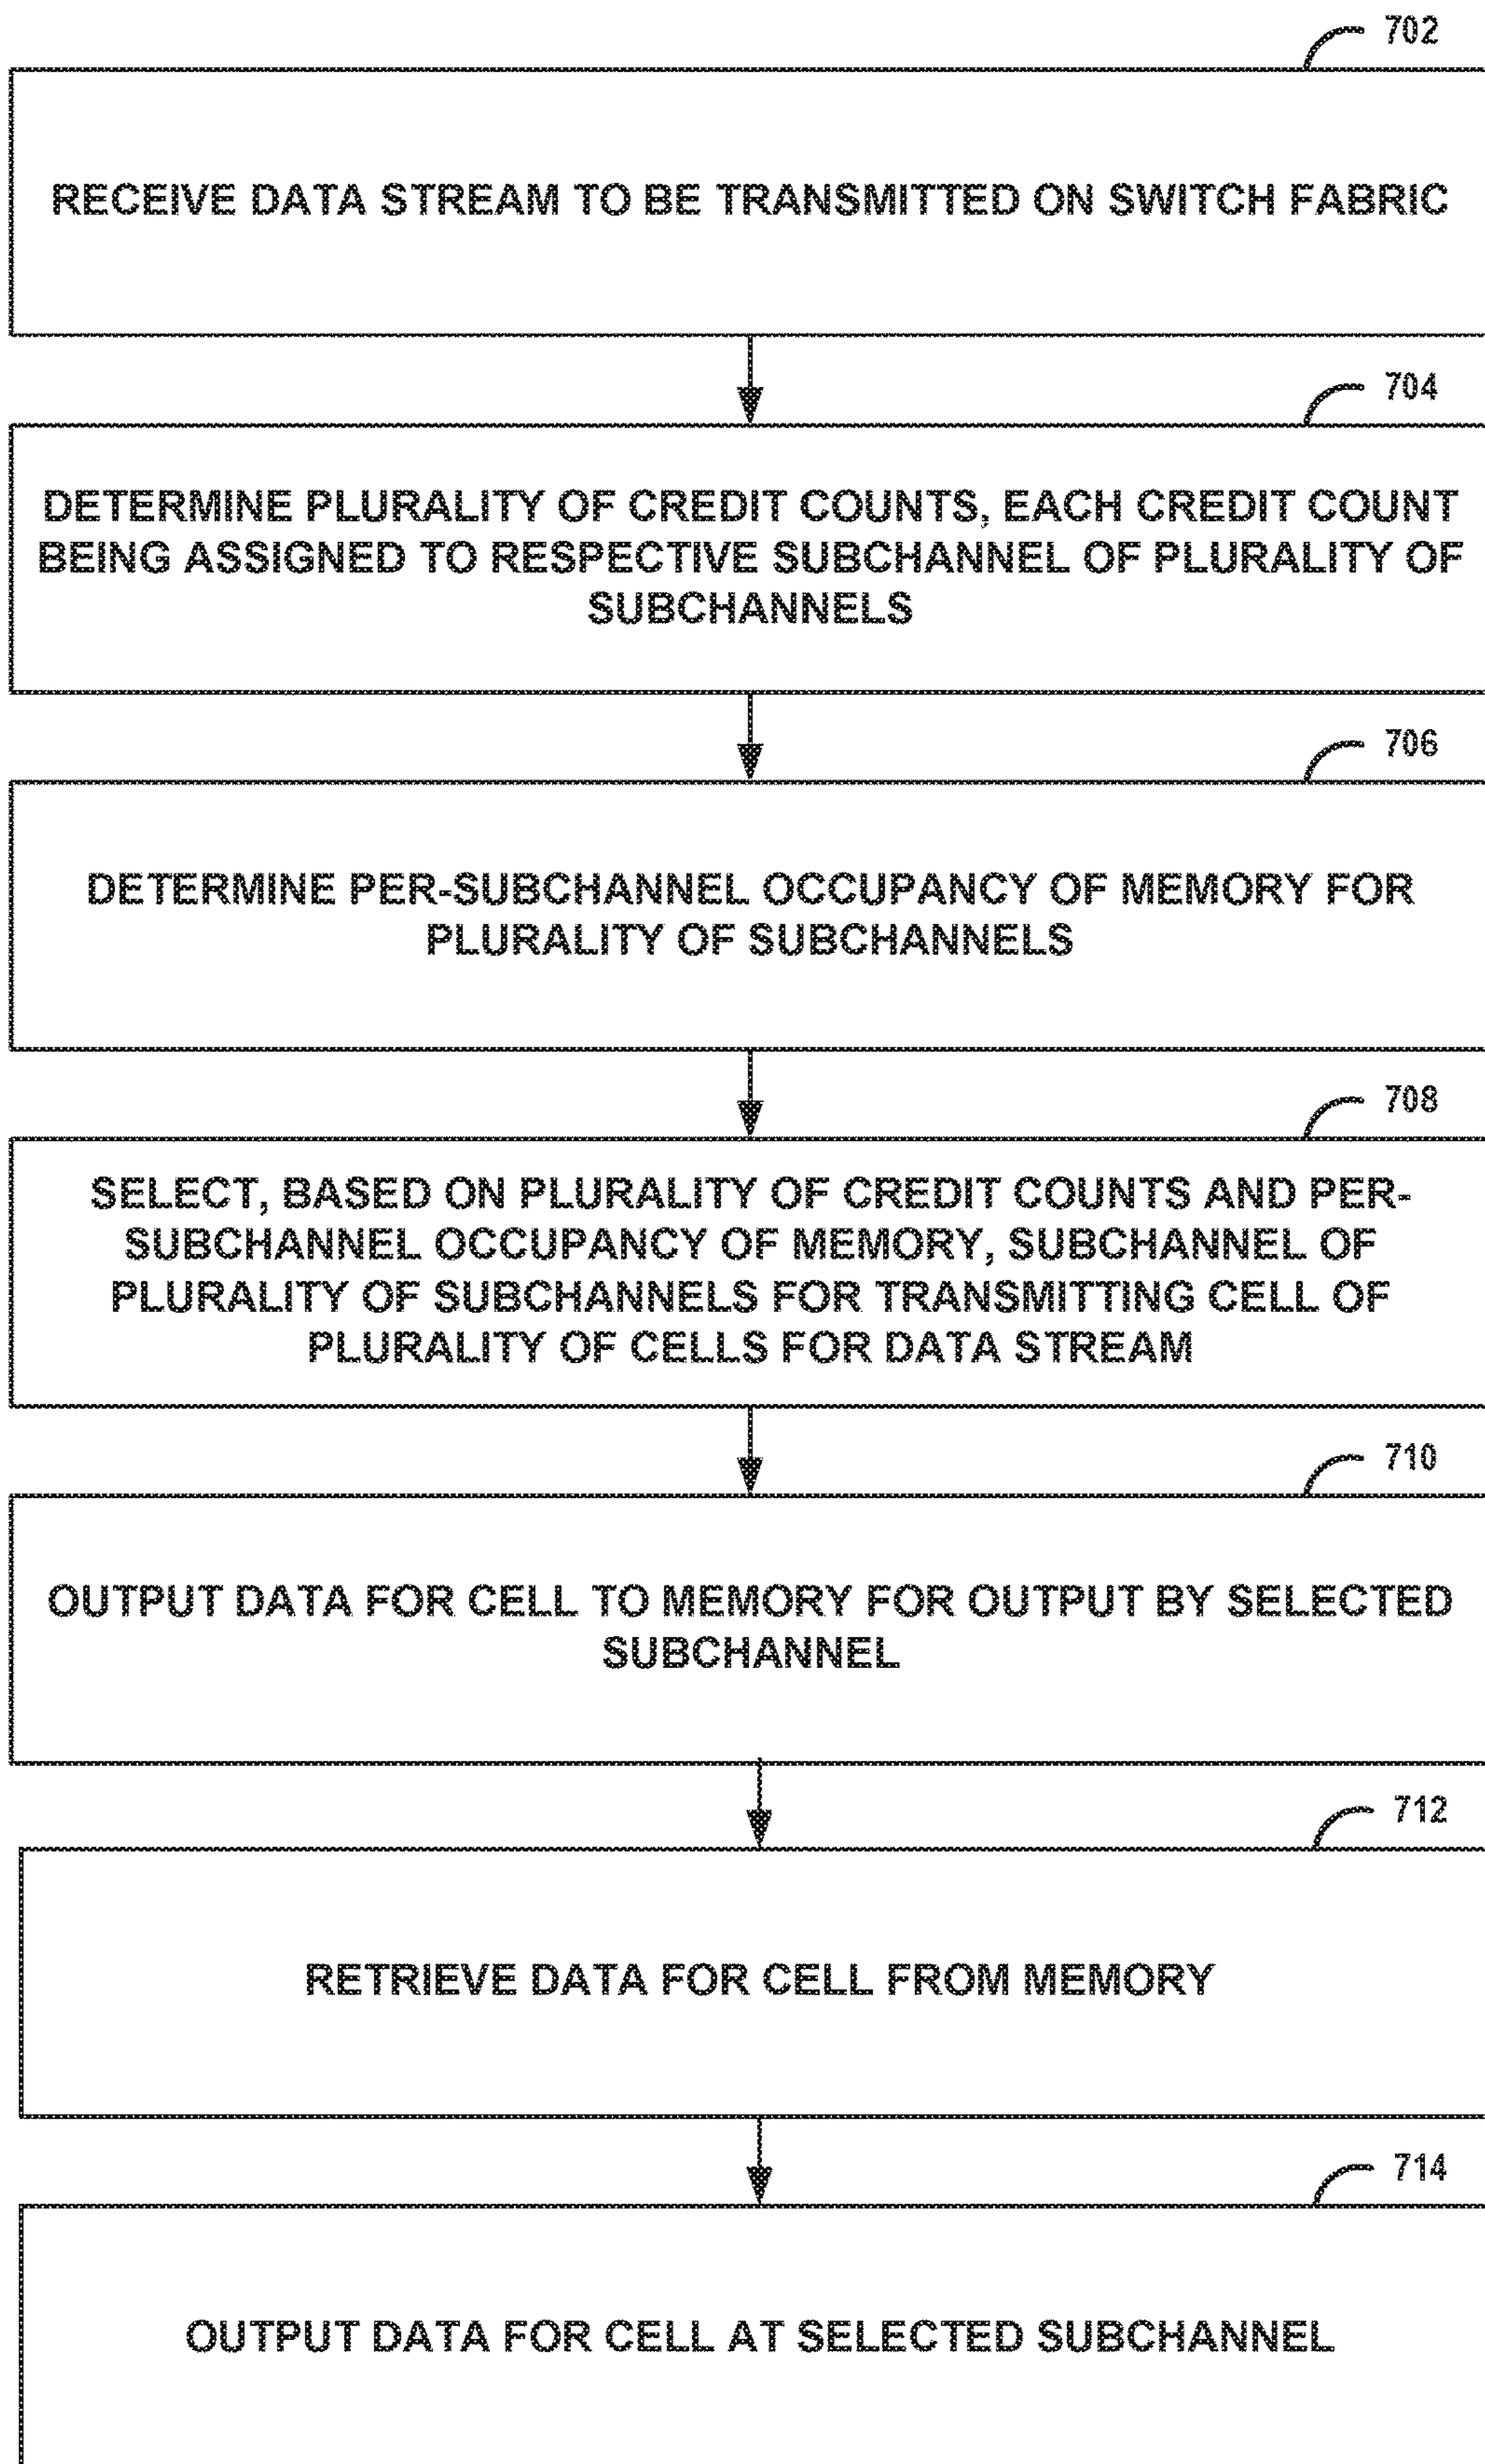 702
RECEIVE DATA STREAM TO BE TRANSMITTED ON SWITCH FABRIC
704
DETERMINE PLURALITY OF CREDIT COUNTS, EACH CREDIT COUNT
BEING ASSIGNED TO RESPECTIVE SUBCHANNEL OF PLURALITY OF
SUBCHANNELS
706
DETERMINE PER-SUBCHANNEL OCCUPANCY OF MEMORY FOR
PLURALITY OF SUBCHANNELS
708
SELECT, BASED ON PLURALITY OF CREDIT COUNTS AND PER-
SUBCHANNEL OCCUPANCY OF MEMORY, SUBCHANNEL OF
PLURALITY OF SUBCHANNELS FOR TRANSMITTING CELL OF
PLURALITY OF CELLS FOR DATA STREAM
710
OUTPUT DATA FOR CELL TO MEMORY FOR OUTPUT BY SELECTED
SUBCHANNEL
712
RETRIEVE DATA FOR CELL FROM MEMORY
714
OUTPUT DATA FOR CELL AT SELECTED SUBCHANNEL